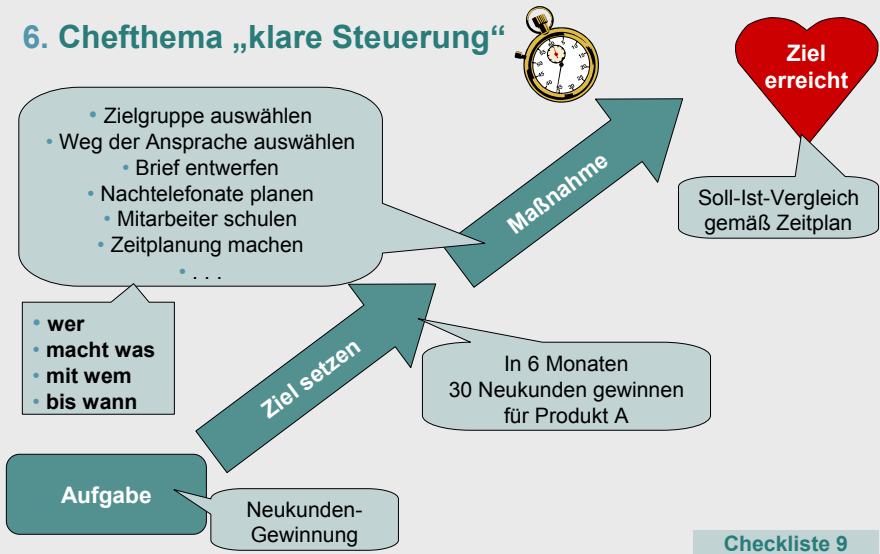 6. Chefthema „klare Steuerung“
Ziel
erreicht
• Zielgruppe auswählen
• Weg der Ansprache auswählen
• Brief entwerfen
• Nachtelefonate planen
• Mitarbeiter schulen
• Zeitplanung machen
• . . .
Maßnahme
Soll-Ist-Vergleich
gemäß Zeitplan
• wer
• macht was
• mit wem
• bis wann
Ziel setzen
In 6 Monaten
30 Neukunden gewinnen
für Produkt A
Aufgabe
Neukunden-
Gewinnung
Checkliste 9